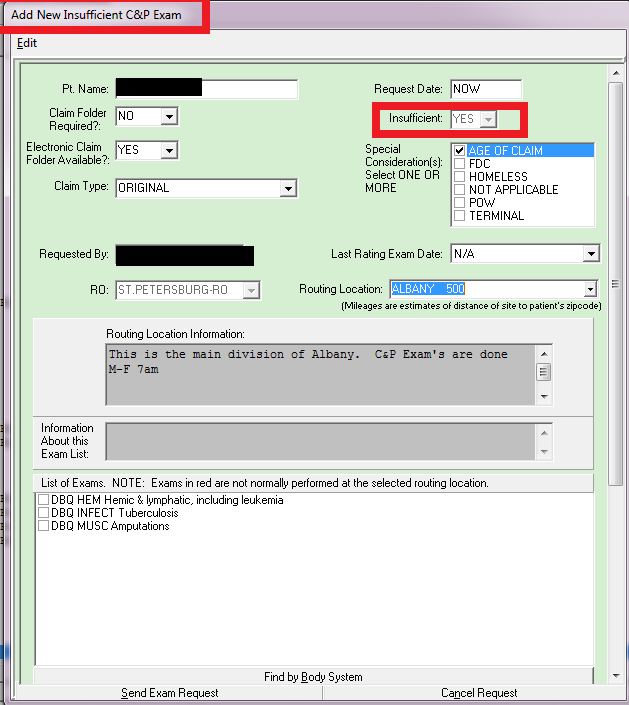 Add New Insufficient C&P Exam
Edit
Pt. Name:
Request Date: NOW
Claim Folder
Required?: NO
Insufficient: YES
Electronic Claim
Folder Available?: YES
Special
Consideration(s):
Select ONE OR
MORE
AGE OF CLAIM
FDC
HOMELESS
NOT APPLICABLE
POW
TERMINAL
Claim Type: ORIGINAL
Requested By:
Last Rating Exam Date: N/A
RO: ST.PETERSBURG-RO
Routing Location: ALBANY 500
(Mileages are estimates of distance of site to patient's zipcode)
Routing Location Information:
This is the main division of Albany. C&P Exam's are done
M-F 7am
Information
About this
Exam List:
List of Exams. NOTE: Exams in red are not normally performed at the selected routing location.
DBQ HEM Hemic & lymphatic, including leukemia
DBQ INFECT Tuberculosis
DBQ MUSC Amputations
Find by Body System
Send Exam Request
Cancel Request